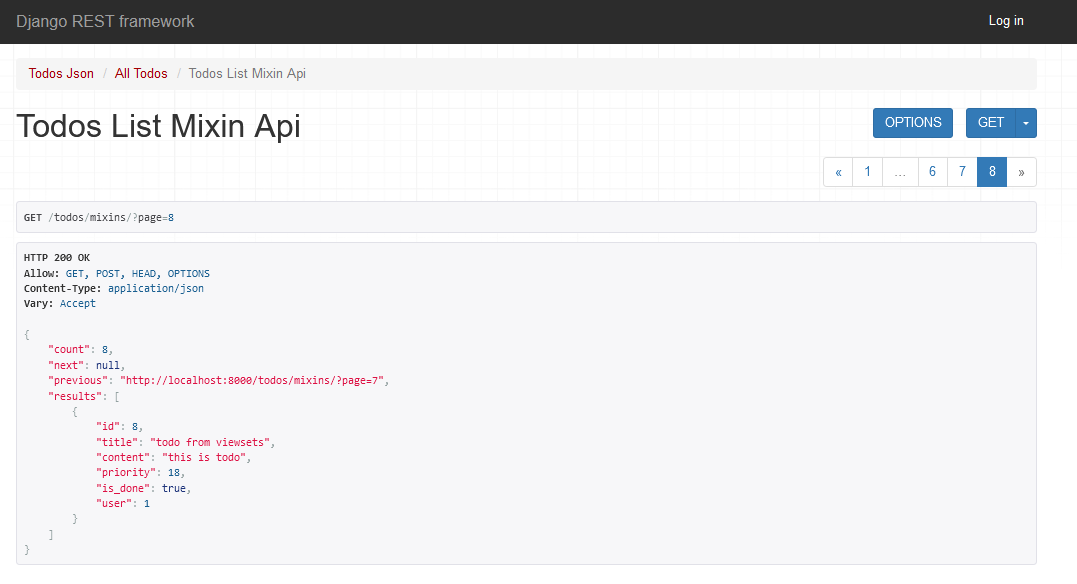 Django REST framework
Log in
Todos Json / All Todos / Todos List Mixin Api
Todos List Mixin Api
OPTIONS
GET
« 1 … 6 7 8 »
GET /todos/mixins/?page=8
HTTP 200 OK
Allow: GET, POST, HEAD, OPTIONS
Content-Type: application/json
Vary: Accept
{
    "count": 8,
    "next": null,
    "previous": "http://localhost:8000/todos/mixins/?page=7",
    "results": [
        {
            "id": 8,
            "title": "todo from viewsets",
            "content": "this is todo",
            "priority": 18,
            "is_done": true,
            "user": 1
        }
    ]
}